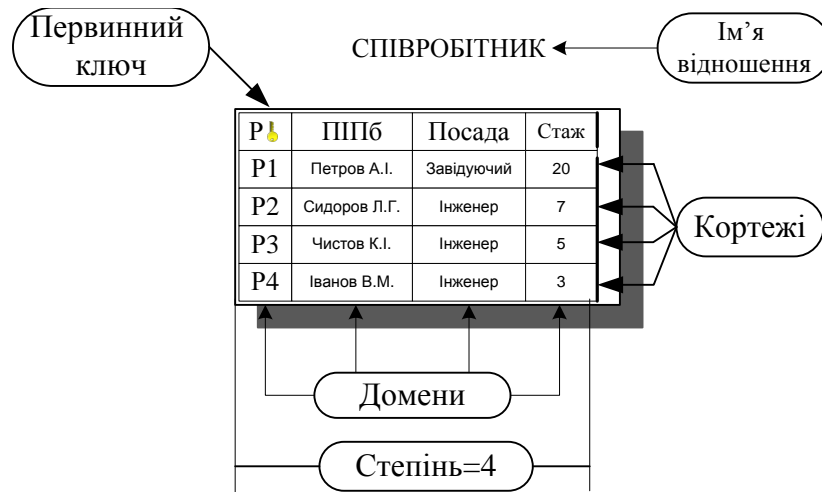 Первинний
ключ
СПІВРОБІТНИК
Ім’я
відношення
P ПІПб Посада Стаж
P1 Петров А.І. Завідуючий 20
P2 Сидоров Л.Г. Інженер 7
P3 Чистов К.І. Інженер 5
P4 Іванов В.М. Інженер 3
Кортежі
Домени
Степінь=4